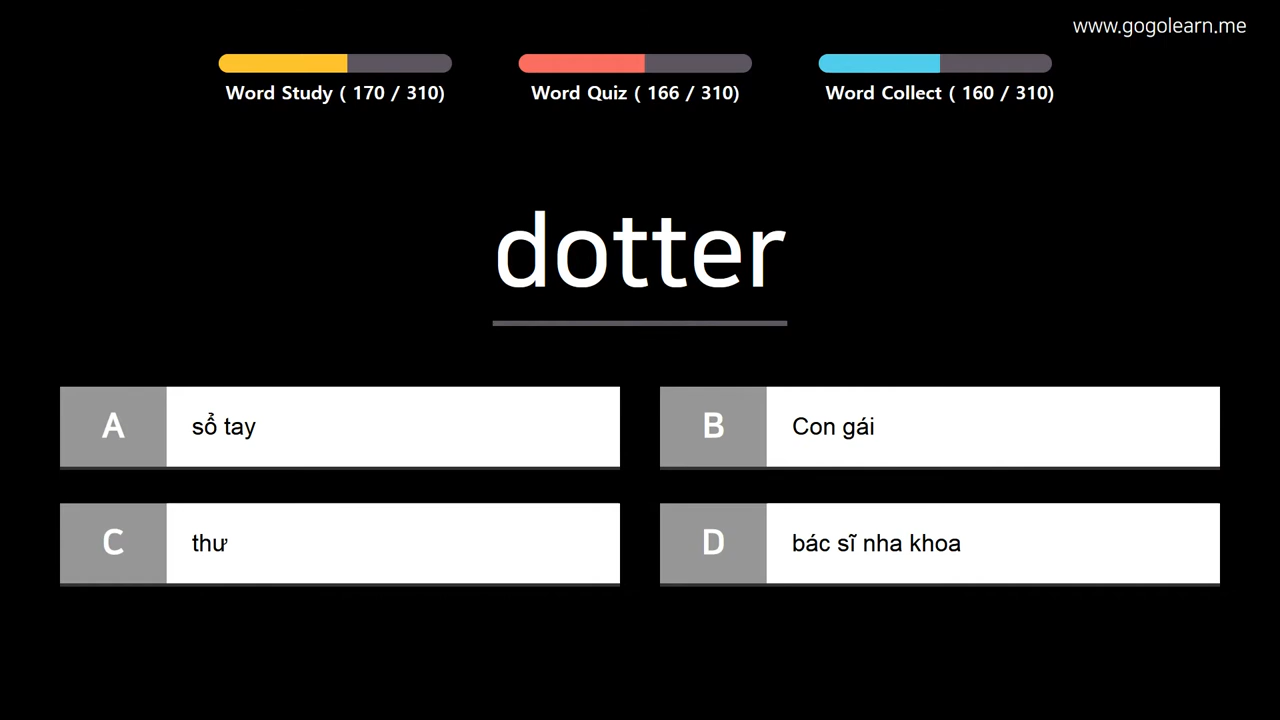 www.gogolearn.me
Word Study ( 170 / 310)
Word Quiz ( 166 / 310)
Word Collect ( 160 / 310)
dotter
A
sổ tay
B
Con gái
C
thư
D
bác sĩ nha khoa